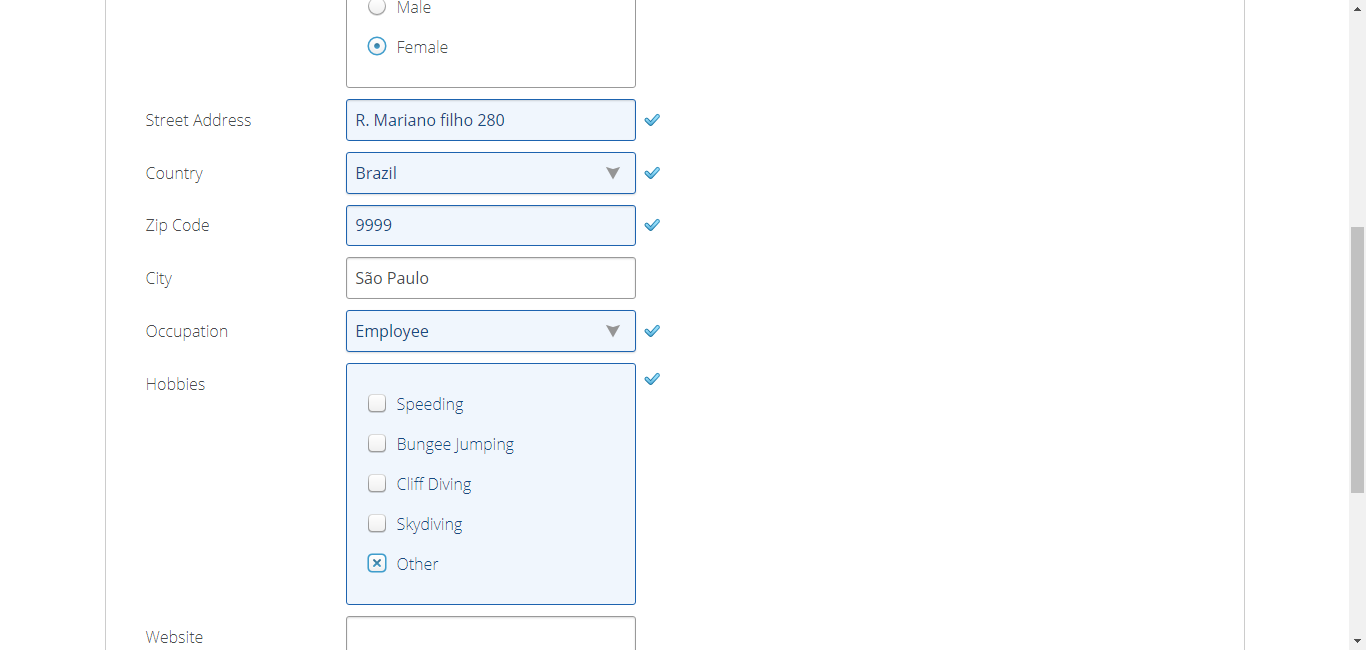 Male
Female
Street Address R. Mariano filho 280
Country Brazil
Zip Code 9999
City São Paulo
Occupation Employee
Hobbies
Speeding
Bungee Jumping
Cliff Diving
Skydiving
Other
Website